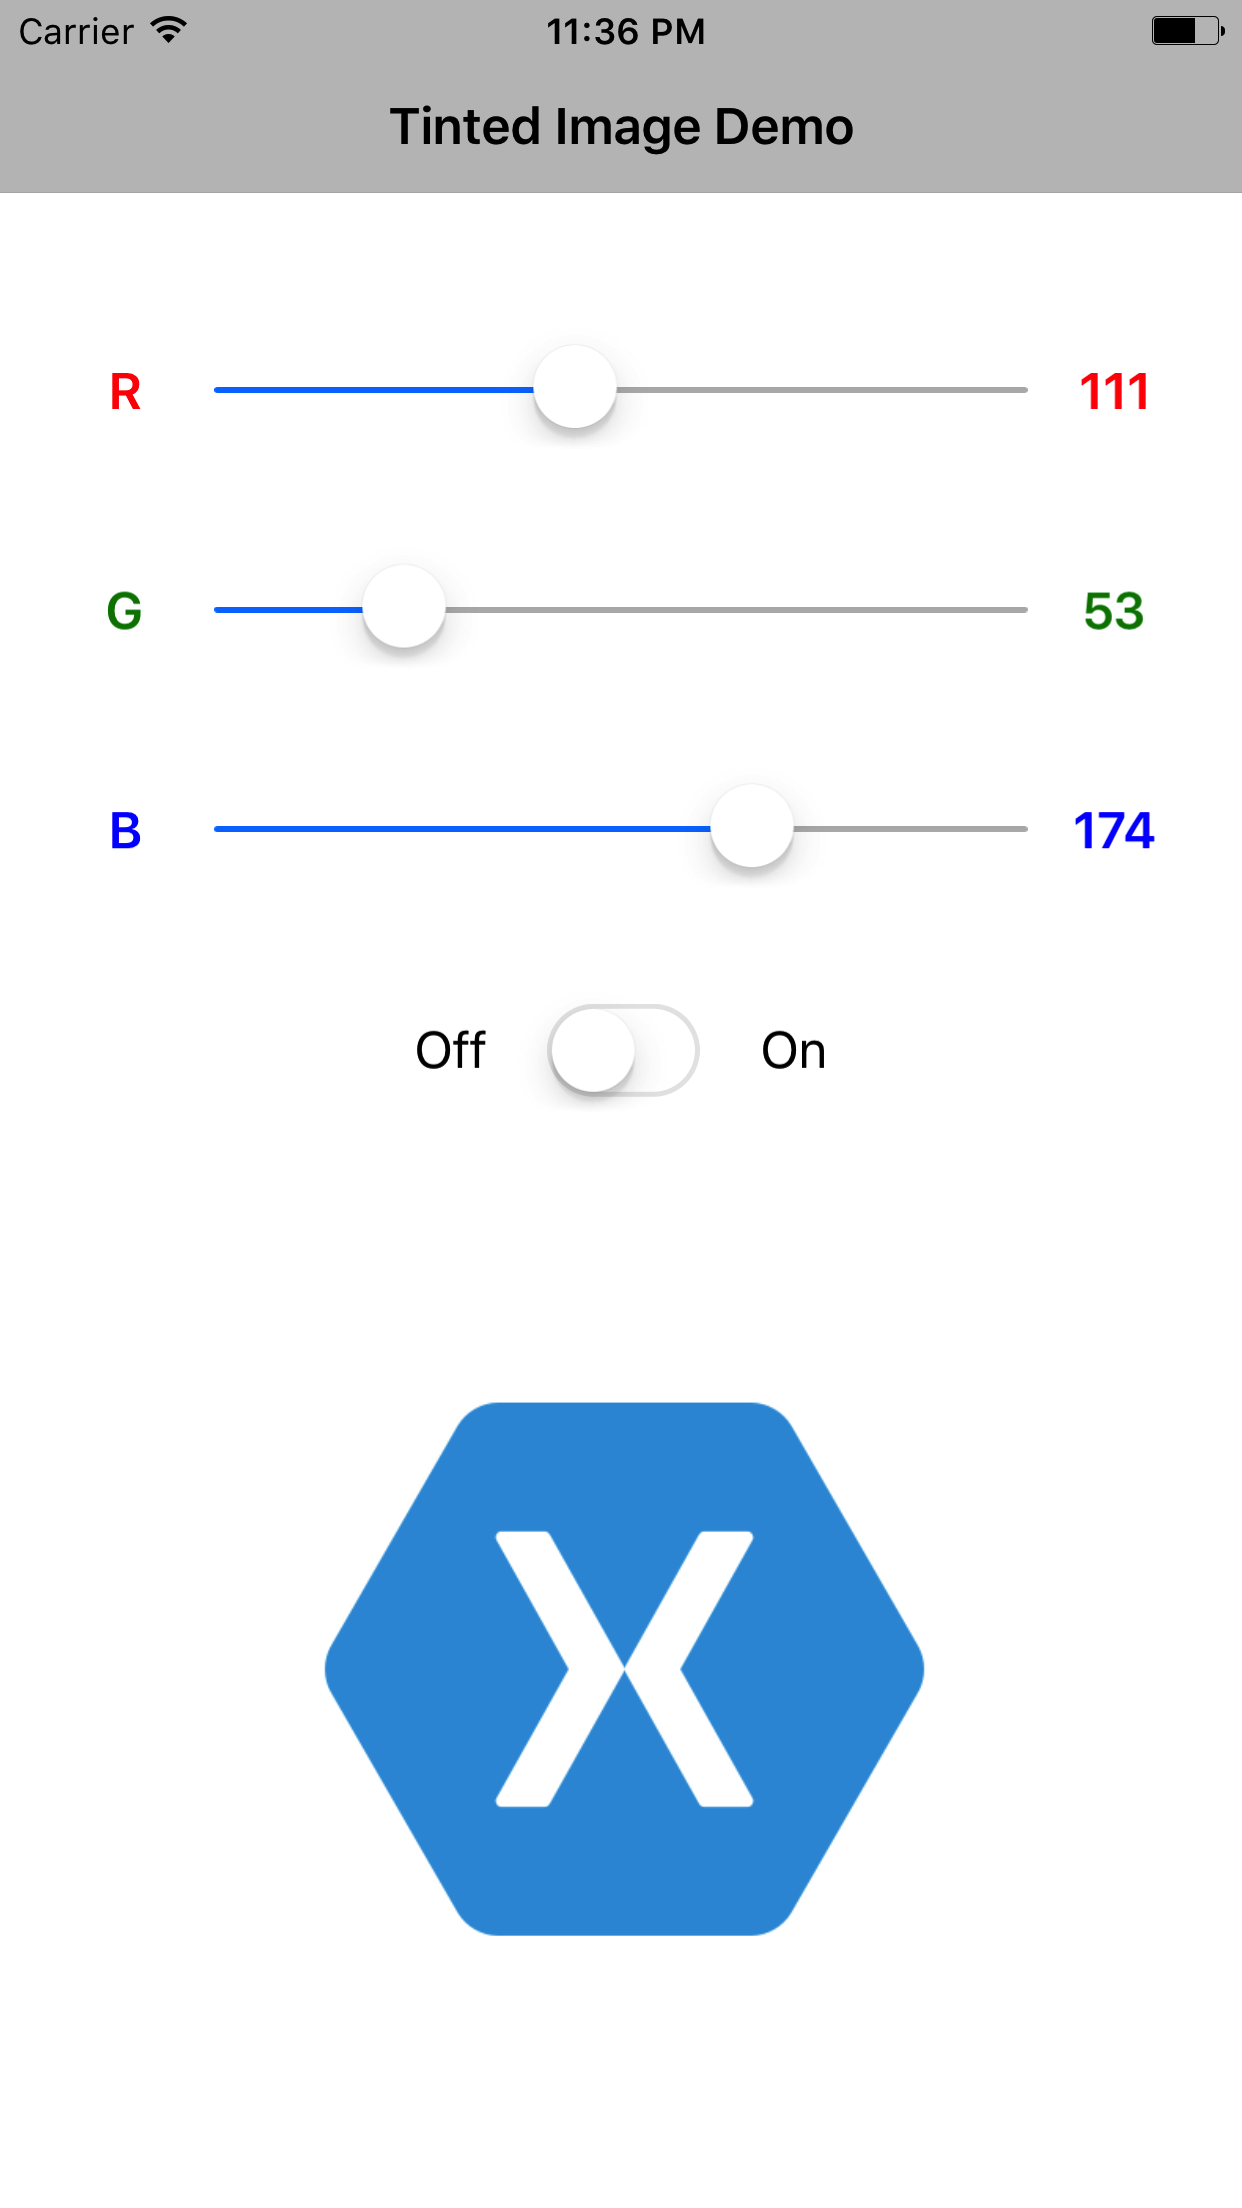 Carrier 11:36 PM
Tinted Image Demo
R 111
G 53
B 174
Off On
X